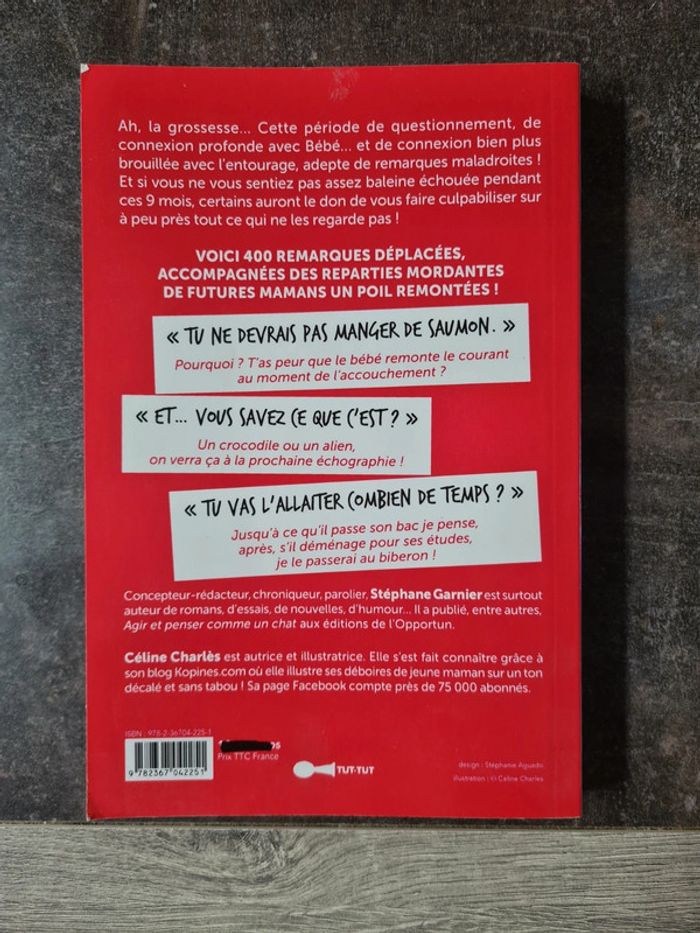 Ah, la grossesse... Cette période de questionnement, de
connexion profonde avec Bébé... et de connexion bien plus
brouillée avec l'entourage, adepte de remarques maladroites !
Et si vous ne vous sentiez pas assez baleine échouée pendant
ces 9 mois, certains auront le don de vous faire culpabiliser sur
à peu près tout ce qui ne les regarde pas !
VOICI 400 REMARQUES DÉPLACÉES,
ACCOMPAGNÉES DES REPARTIES MORDANTES
DE FUTURES MAMANS UN POIL REMONTÉES !
« TU NE DEVRAIS PAS MANGER DE SAUMON. »
Pourquoi ? T'as peur que le bébé remonte le courant
au moment de l'accouchement ?
« ET... VOUS SAVEZ CE QUE C'EST ? »
Un crocodile ou un alien,
on verra ça à la prochaine échographie !
« TU VAS L'ALLAITER COMBIEN DE TEMPS ? »
Jusqu'à ce qu'il passe son bac je pense,
après, s'il déménage pour ses études,
je le passerai au biberon !
Concepteur-rédacteur, chroniqueur, parolier, Stéphane Garnier est surtout
auteur de romans, d'essais, de nouvelles, d'humour... Il a publié, entre autres,
Agir et penser comme un chat aux éditions de l'Opportun.
Céline Charlès est autrice et illustratrice. Elle s'est fait connaître grâce à
son blog Kopines.com où elle illustre ses déboires de jeune maman sur un ton
décalé et sans tabou ! Sa page Facebook compte près de 75 000 abonnés.
ISBN : 978-2-36704-225-1
9 782367 042251
Prix TTC France
TUT-TUT
design : Stéphanie
illustration : © Céline Charlès